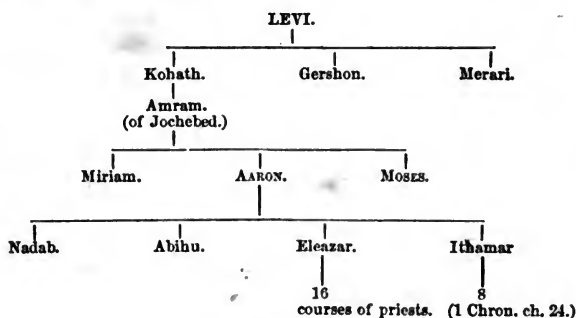 LEVI.
Kohath. Gershon. Merari.
Amram.
(of Jochebed.)
Miriam. AARON. MOSES.
Nadab. Abihu. Eleazar. Ithamar
16 8
courses of priests. (1 Chron. ch. 24.)